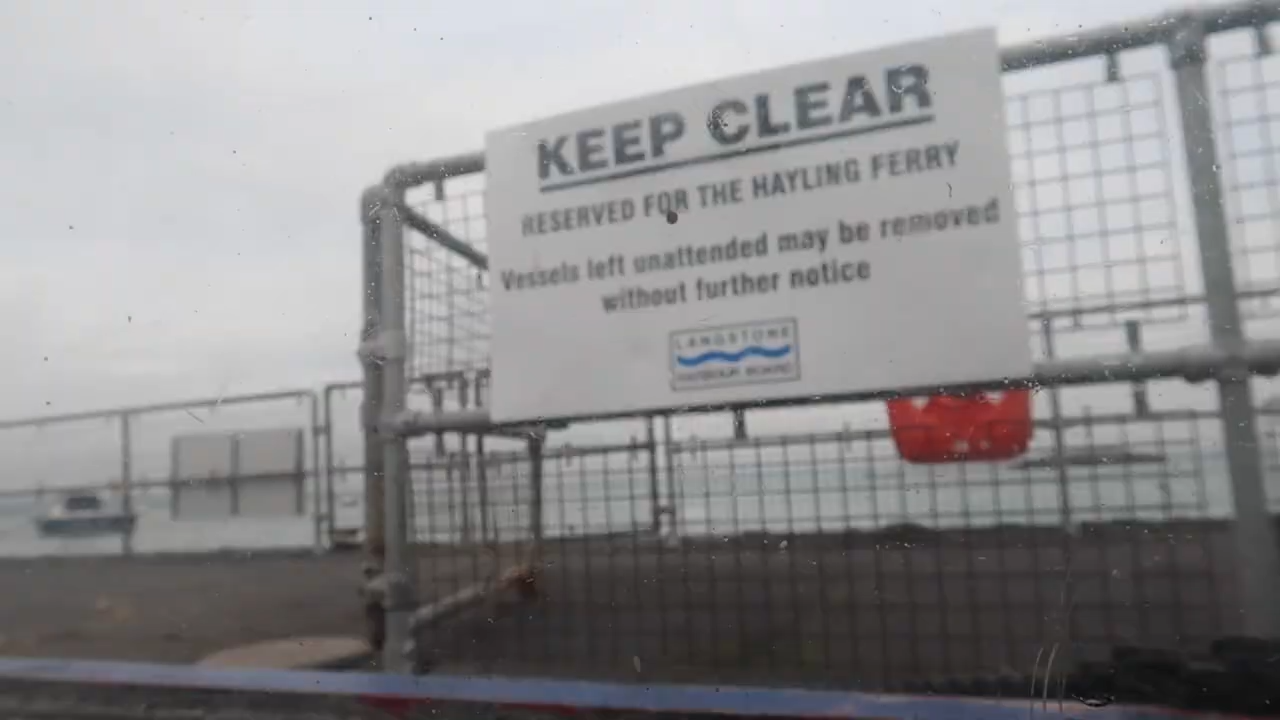 KEEP CLEAR
RESERVED FOR THE HAYLING FERRY
Vessels left unattended may be removed
without further notice
LANGSTONE
HARBOUR BOARD